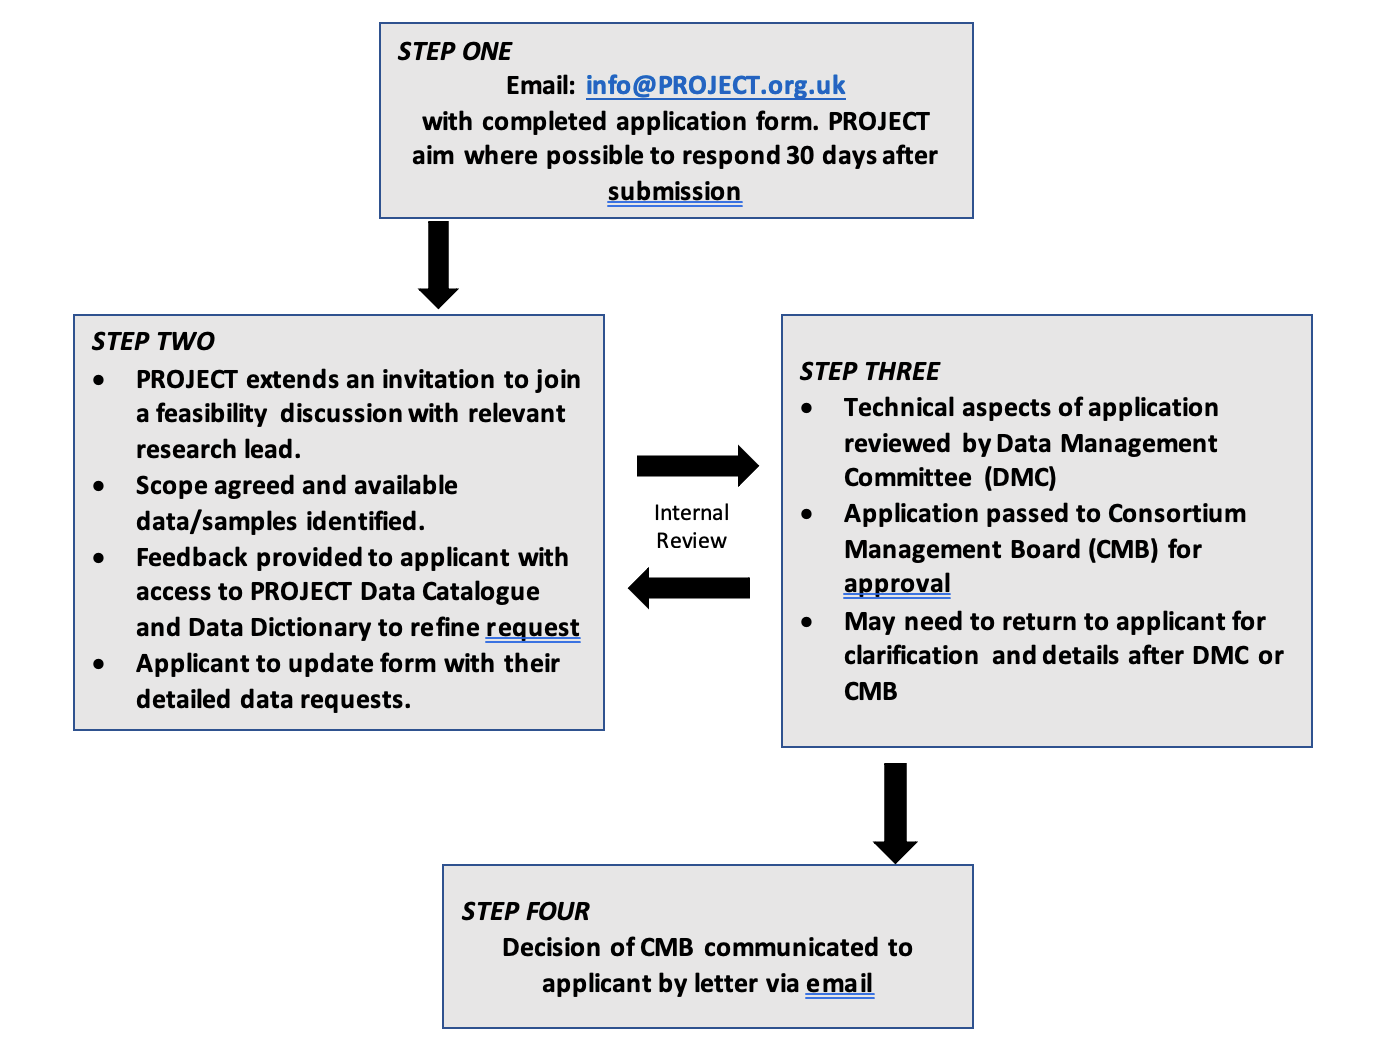 STEP ONE
Email: info@PROJECT.org.uk
with completed application form. PROJECT
aim where possible to respond 30 days after
submission
STEP TWO
• PROJECT extends an invitation to join
a feasibility discussion with relevant
research lead.
• Scope agreed and available
data/samples identified.
• Feedback provided to applicant with
access to PROJECT Data Catalogue
and Data Dictionary to refine request
• Applicant to update form with their
detailed data requests.
Internal
Review
STEP THREE
• Technical aspects of application
reviewed by Data Management
Committee (DMC)
• Application passed to Consortium
Management Board (CMB) for
approval
• May need to return to applicant for
clarification and details after DMC or
CMB
STEP FOUR
Decision of CMB communicated to
applicant by letter via email